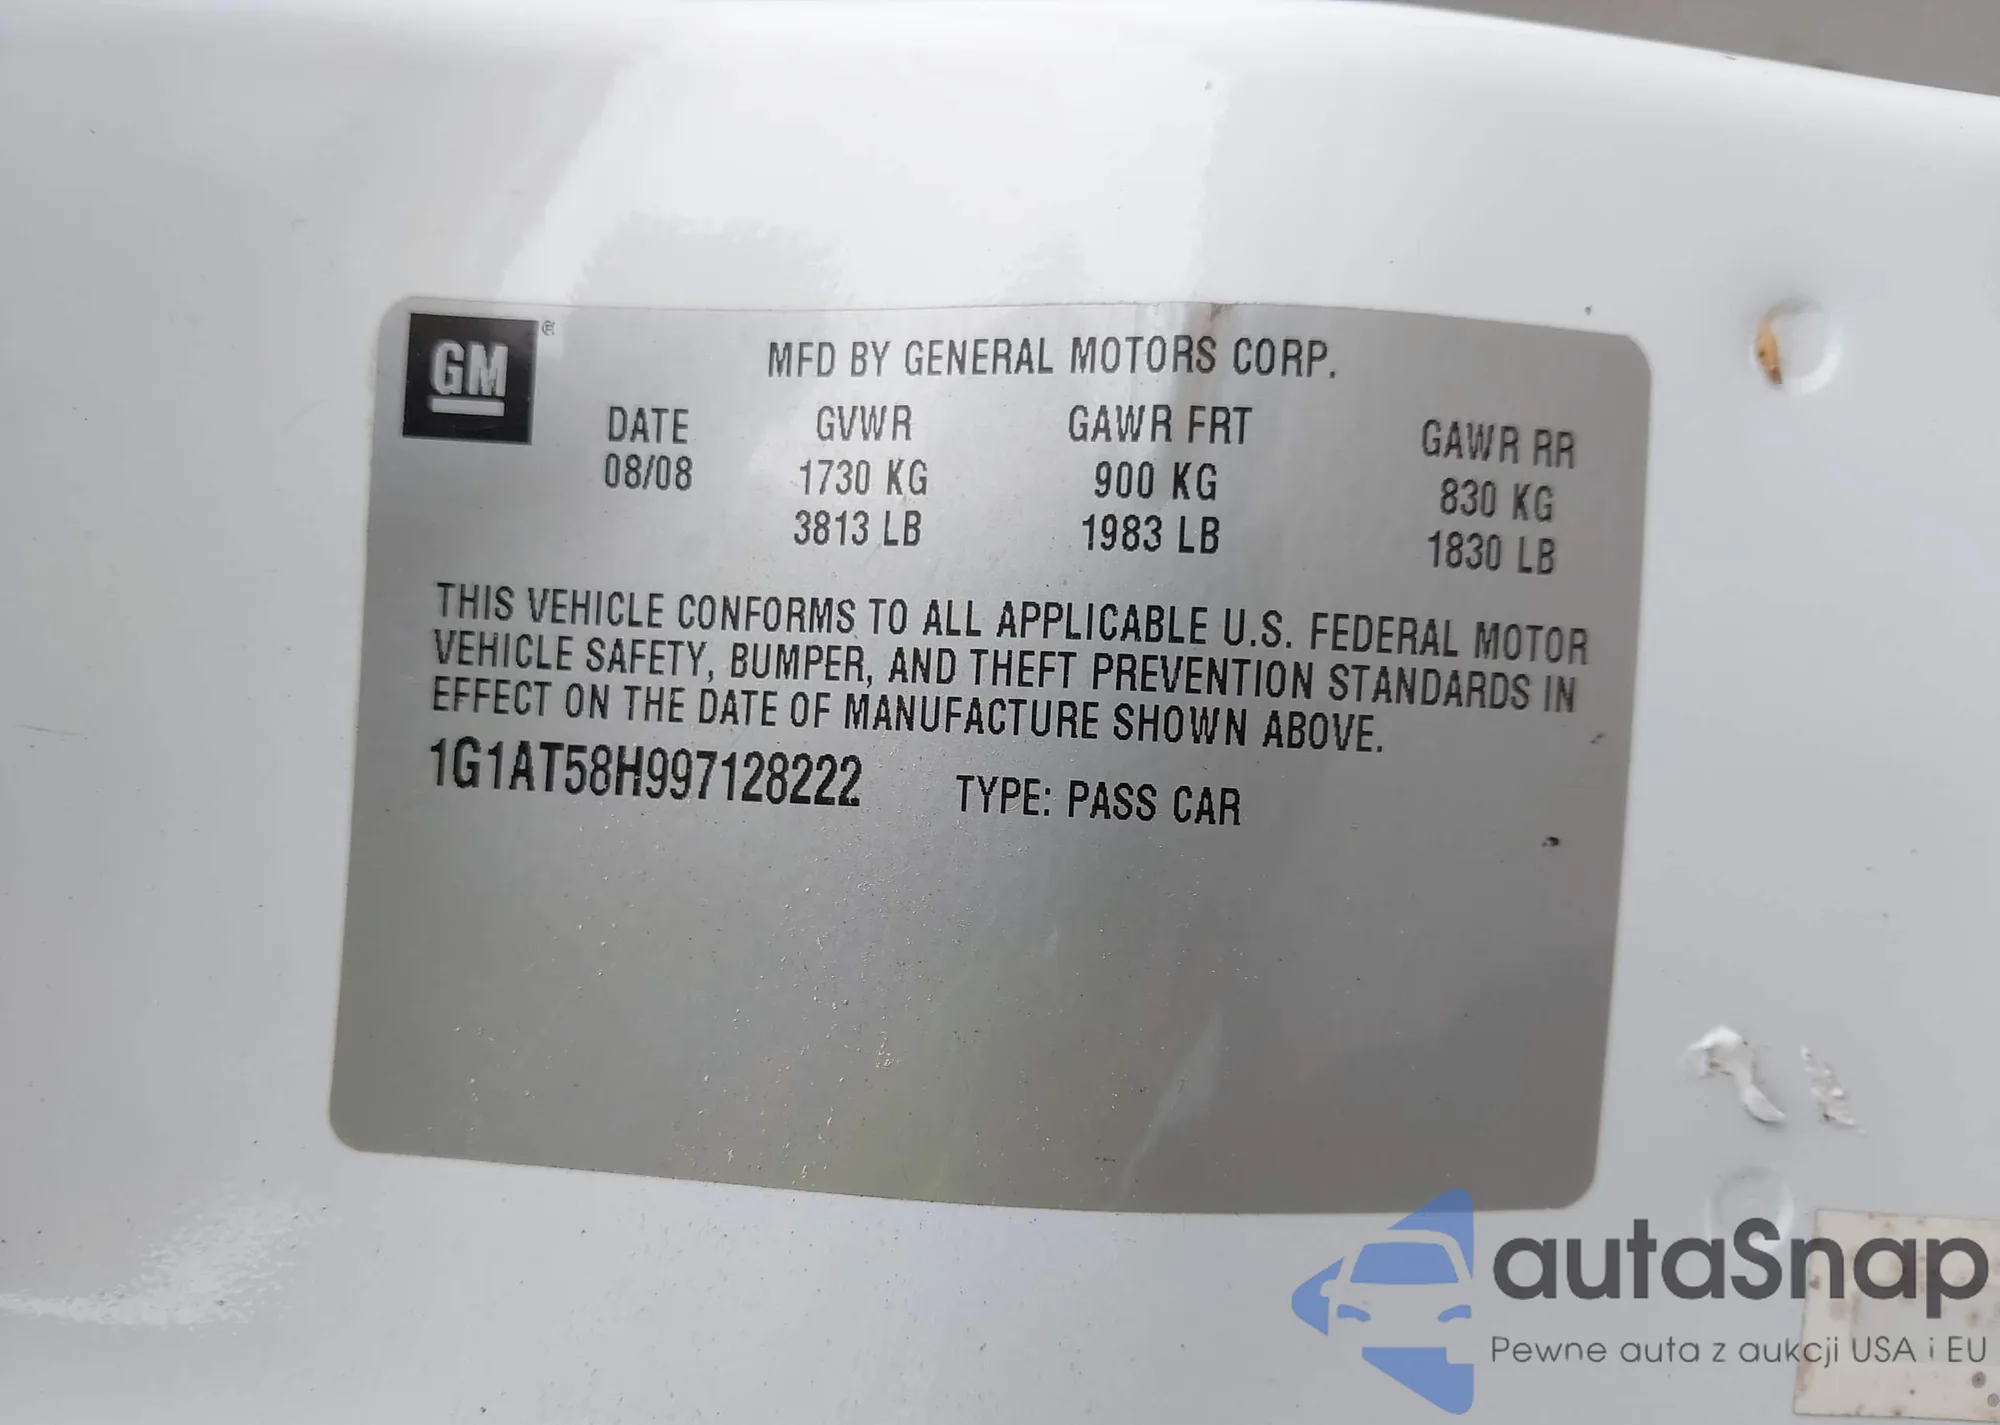 GM ®
MFD BY GENERAL MOTORS CORP.
DATE GVWR GAWR FRT GAWR RR
08/08 1730 KG 900 KG 830 KG
3813 LB 1983 LB 1830 LB
THIS VEHICLE CONFORMS TO ALL APPLICABLE U.S. FEDERAL MOTOR
VEHICLE SAFETY, BUMPER, AND THEFT PREVENTION STANDARDS IN
EFFECT ON THE DATE OF MANUFACTURE SHOWN ABOVE.
1G1AT58H997128222 TYPE: PASS CAR
autaSnap
Pewne auta z aukcji USA i EU